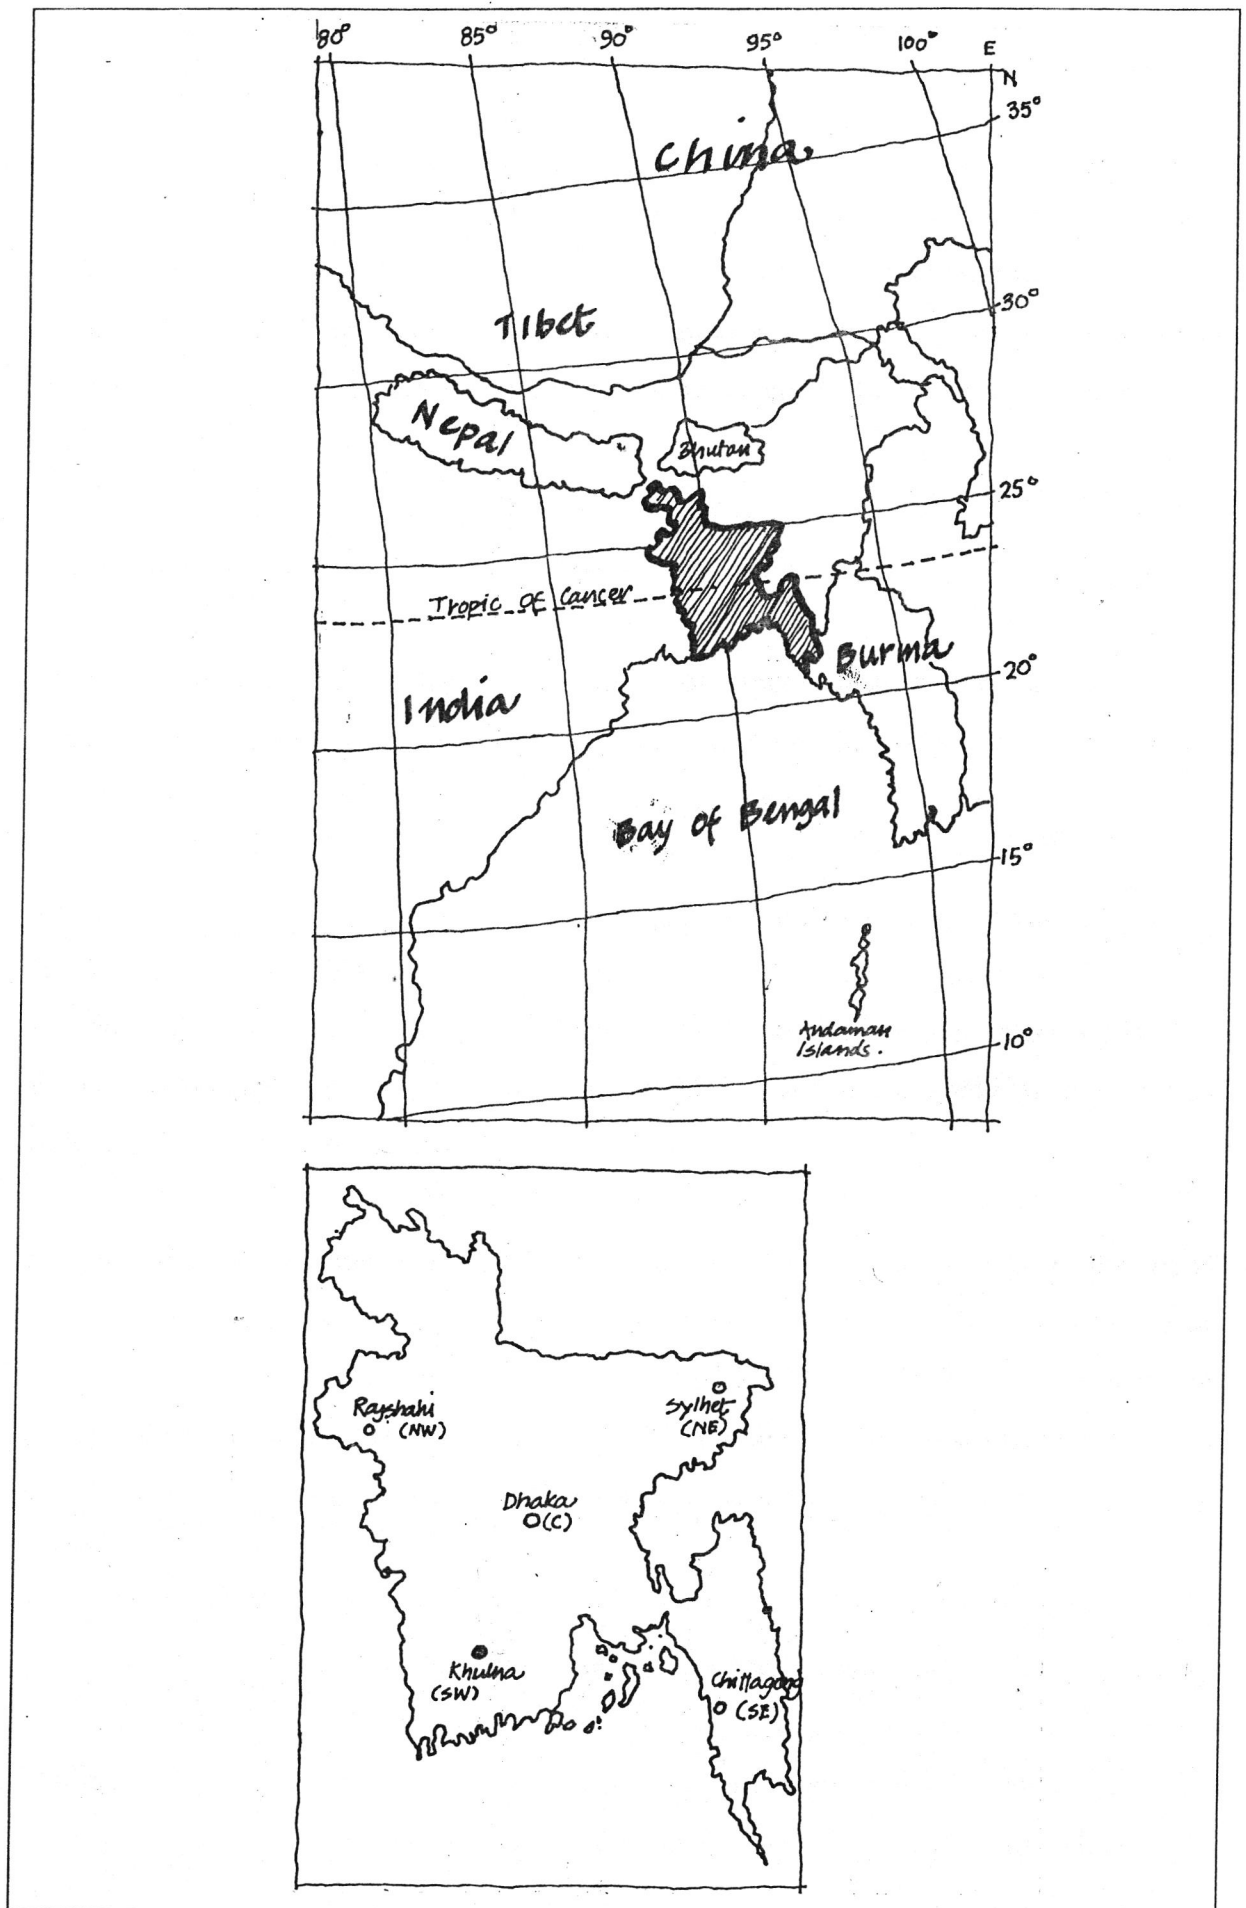 80° 85° 90° 95° 100° E
N
35°
China
30°
Tibet
Nepal
Bhutan
25°
Tropic of Cancer
Burma
20°
India
Bay of Bengal
15°
Andaman
Islands.
10°
Rajshahi
(NW)
Sylhet
(NE)
Dhaka
(C)
Khulna
(SW)
Chittagong
(SE)